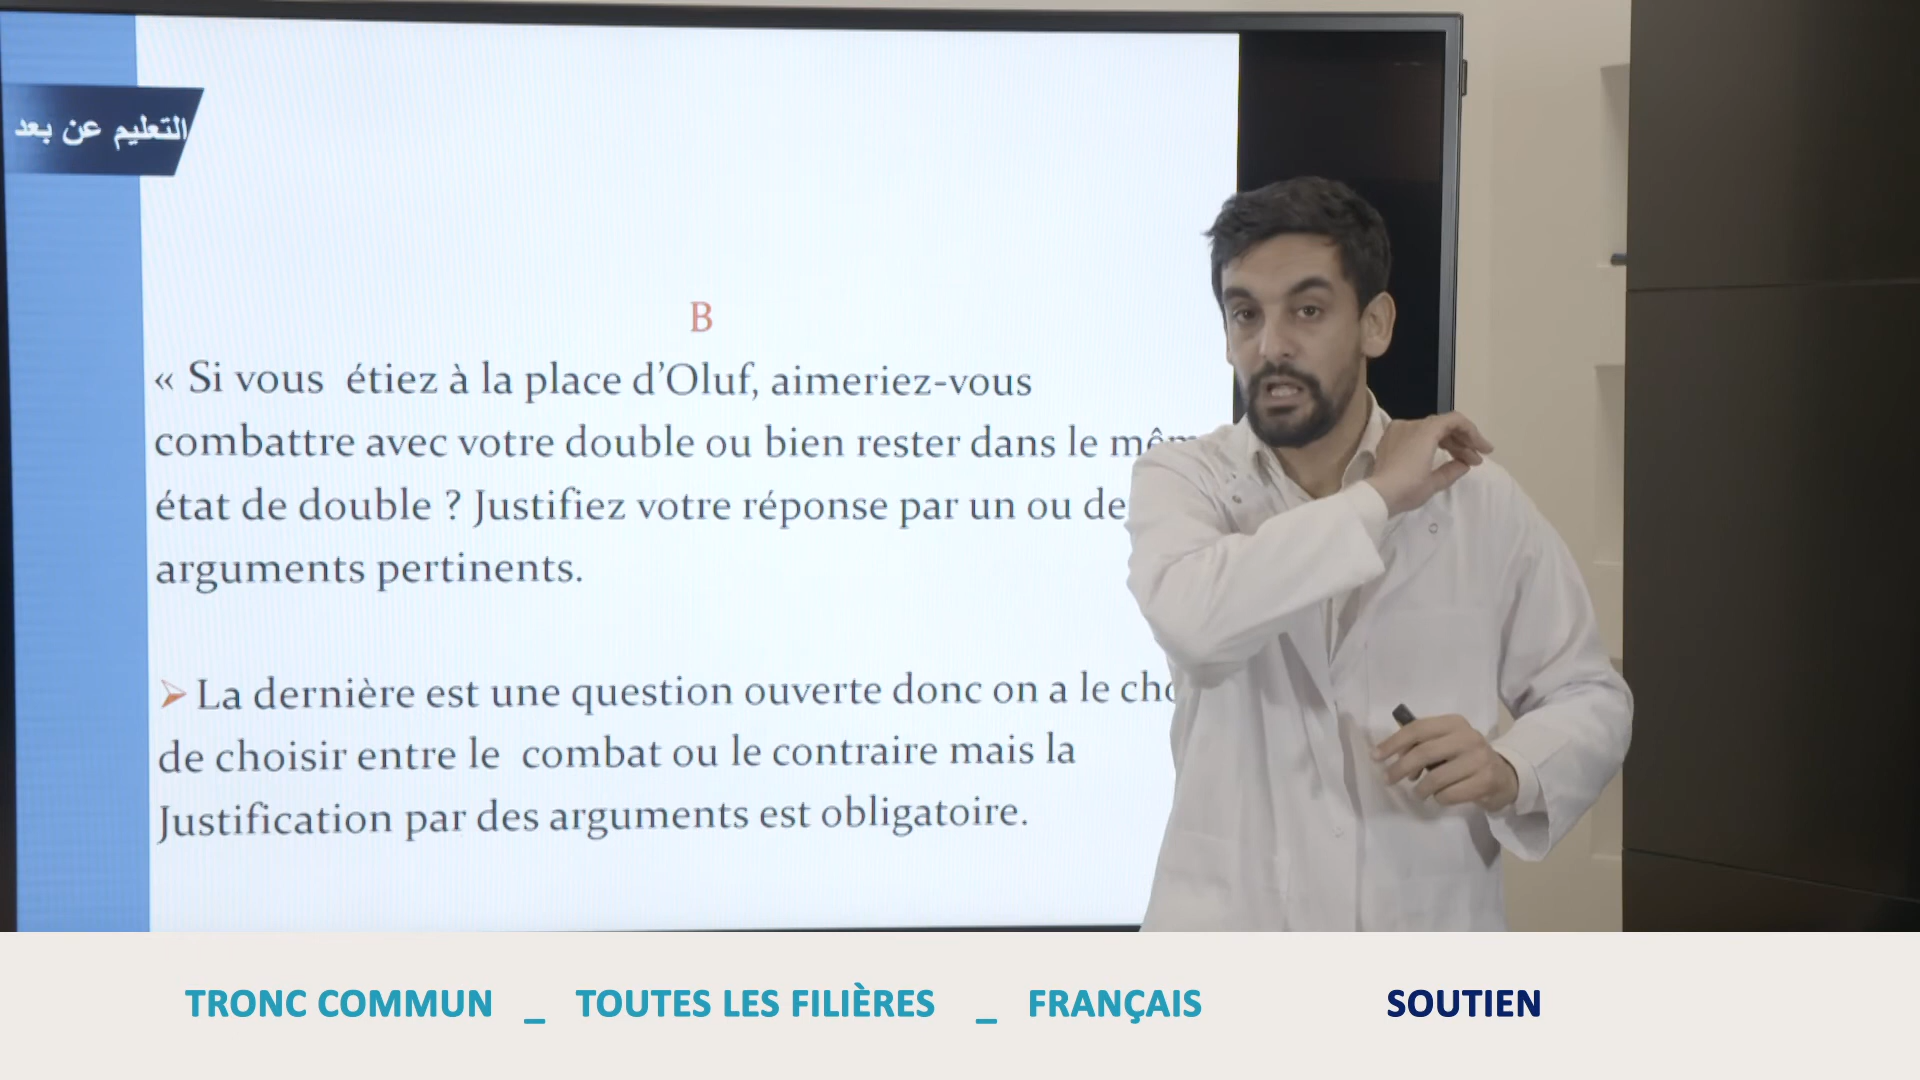 التعليم عن بعد
B
« Si vous étiez à la place d’Oluf, aimeriez-vous
combattre avec votre double ou bien rester dans le
état de double ? Justifiez votre réponse par un ou
arguments pertinents.
➢ La dernière est une question ouverte donc on a le
de choisir entre le combat ou le contraire mais la
Justification par des arguments est obligatoire.
TRONC COMMUN _ TOUTES LES FILIÈRES _ FRANÇAIS SOUTIEN